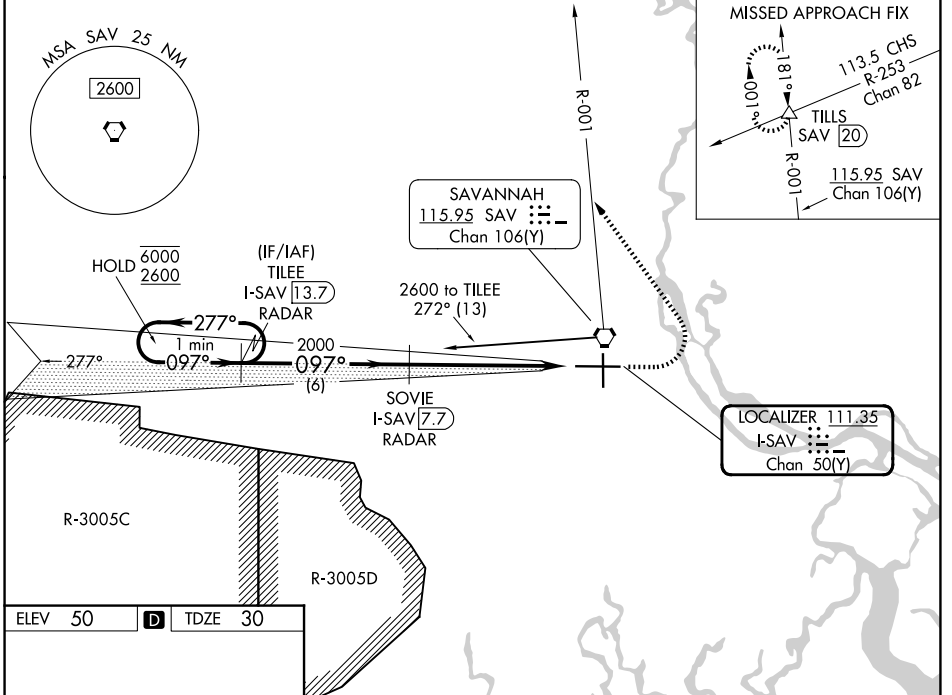 MSA SAV 25 NM
2600
MISSED APPROACH FIX
181°
001°
113.5 CHS
R-253
Chan 82
TILLS
SAV 20
R-001
115.95 SAV
Chan 106(Y)
R-001
SAVANNAH
115.95 SAV
Chan 106(Y)
HOLD 6000
2600
(IF/IAF)
TILEE
I-SAV 13.7
RADAR
2600 to TILEE
272° (13)
277°
1 min
097°
277°
2000
097°
(6)
SOVIE
I-SAV 7.7
RADAR
LOCALIZER 111.35
I-SAV
Chan 50(Y)
R-3005C
R-3005D
ELEV 50 D TDZE 30